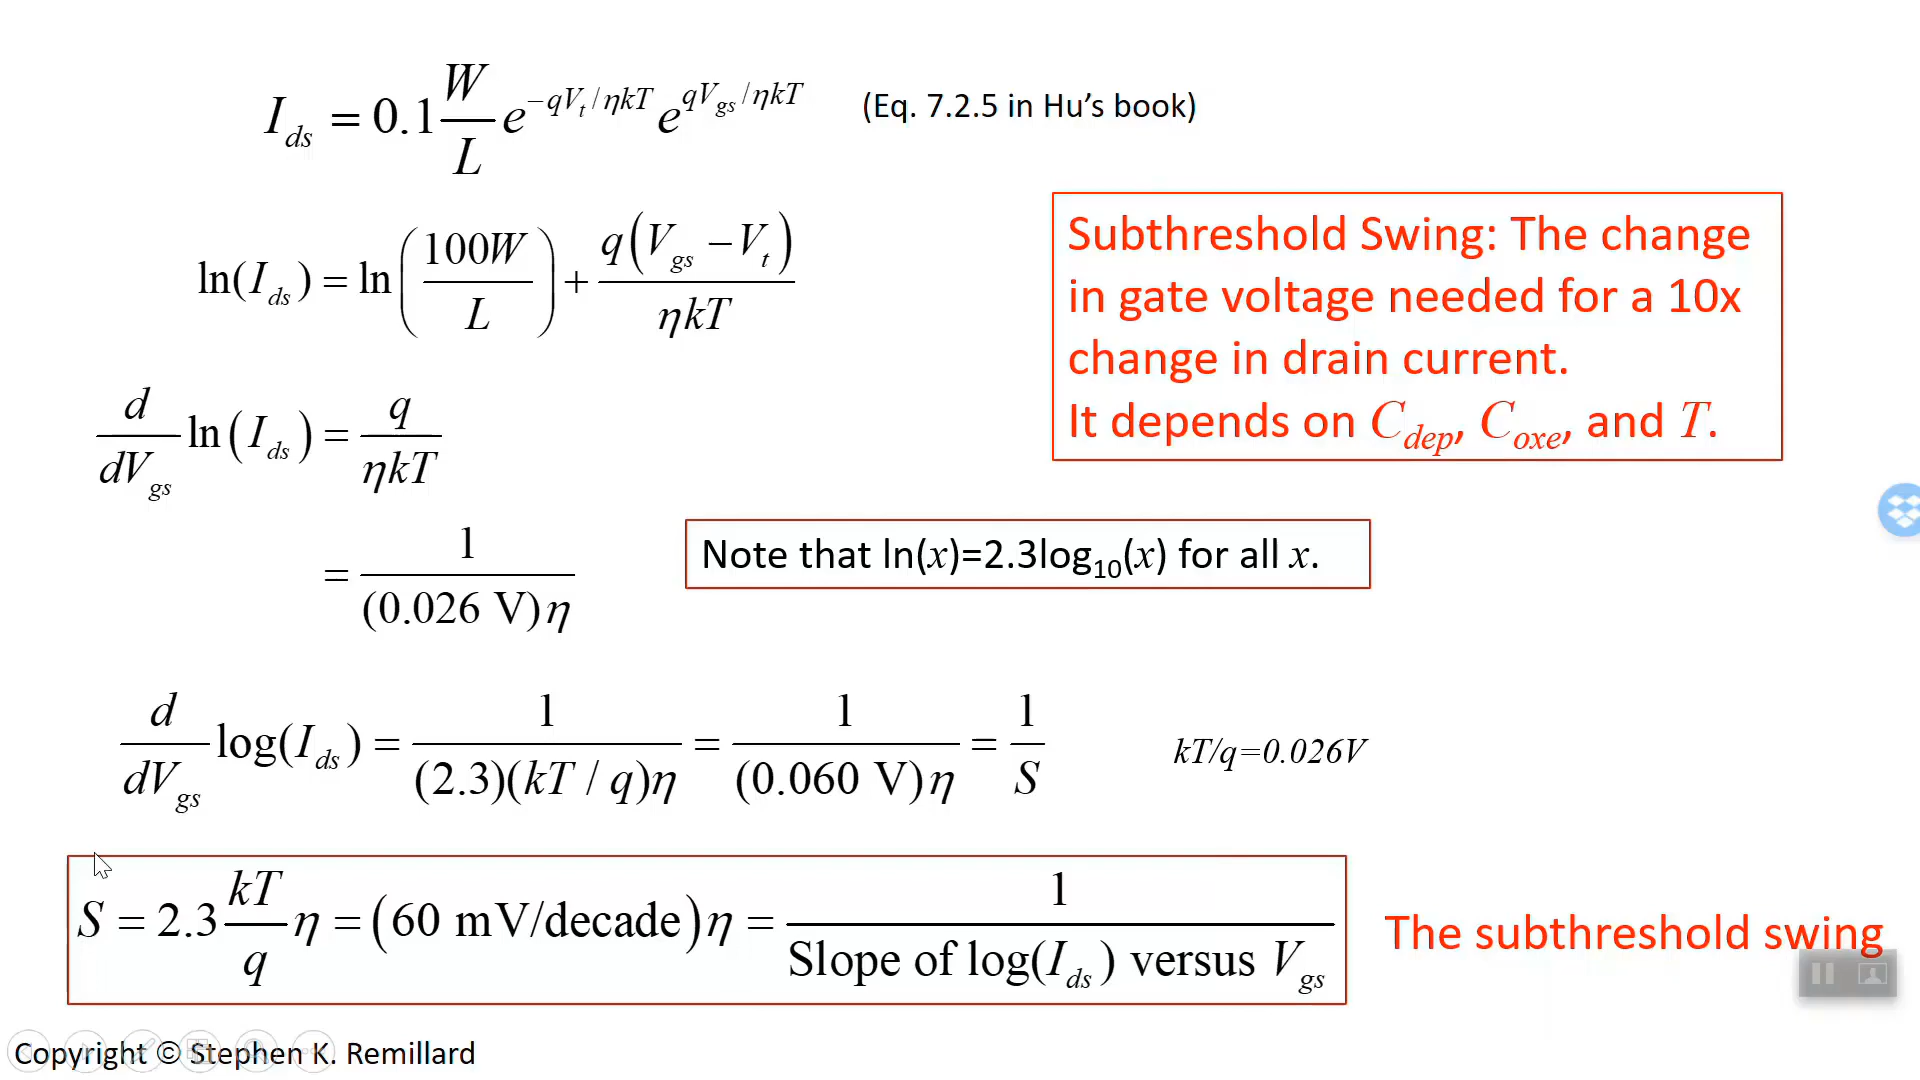 I_ds = 0.1 W/L e^(−qV_t/ηkT) e^(qV_gs/ηkT) (Eq. 7.2.5 in Hu’s book)
ln(I_ds) = ln(100W/L) + q(V_gs − V_t)/ηkT
Subthreshold Swing: The change
in gate voltage needed for a 10x
change in drain current.
It depends on C_dep, C_oxe, and T.
d/dV_gs ln(I_ds) = q/ηkT
= 1/((0.026 V)η)
Note that ln(x)=2.3log₁₀(x) for all x.
d/dV_gs log(I_ds) = 1/((2.3)(kT / q)η) = 1/((0.060 V)η) = 1/S
kT/q=0.026V
S = 2.3 kT/q η = (60 mV/decade)η = 1/(Slope of log(I_ds) versus V_gs)
The subthreshold swing
Copyright © Stephen K. Remillard